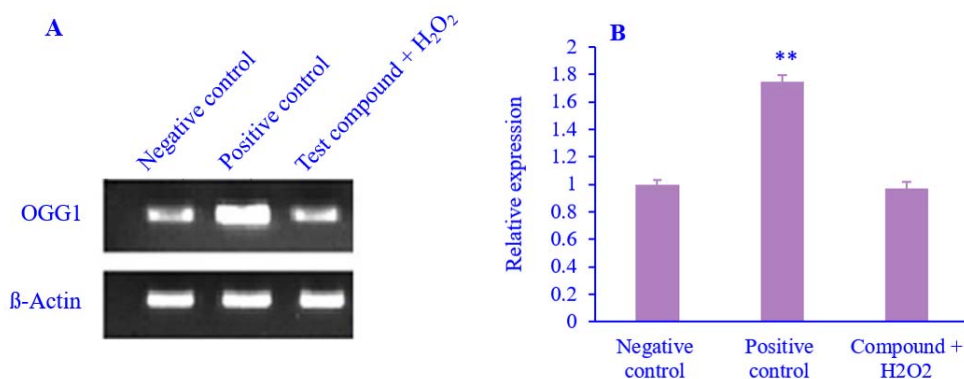 A
Negative control
Positive control
Test compound + H₂O₂
OGG1
ß-Actin
B
Relative expression
2
1.8
1.6
1.4
1.2
1
0.8
0.6
0.4
0.2
0
**
Negative control
Positive control
Compound + H2O2